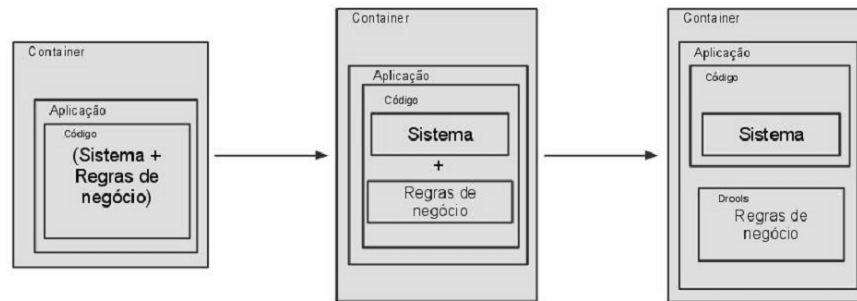 Container
Aplicação
Código
(Sistema +
Regras de
negócio)
Container
Aplicação
Código
Sistema
+
Regras de
negócio
Container
Aplicação
Código
Sistema
Drools
Regras de
negócio